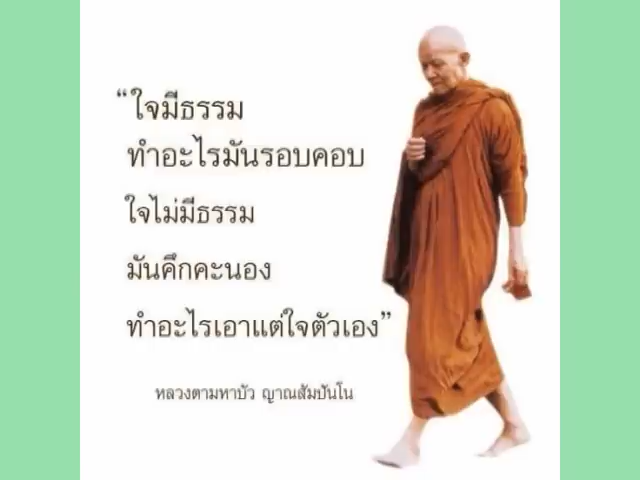 “ใจมีธรรม
ทำอะไรมันรอบคอบ
ใจไม่มีธรรม
มันคึกคะนอง
ทำอะไรเอาแต่ใจตัวเอง”
หลวงตามหาบัว ญาณสัมปันโน